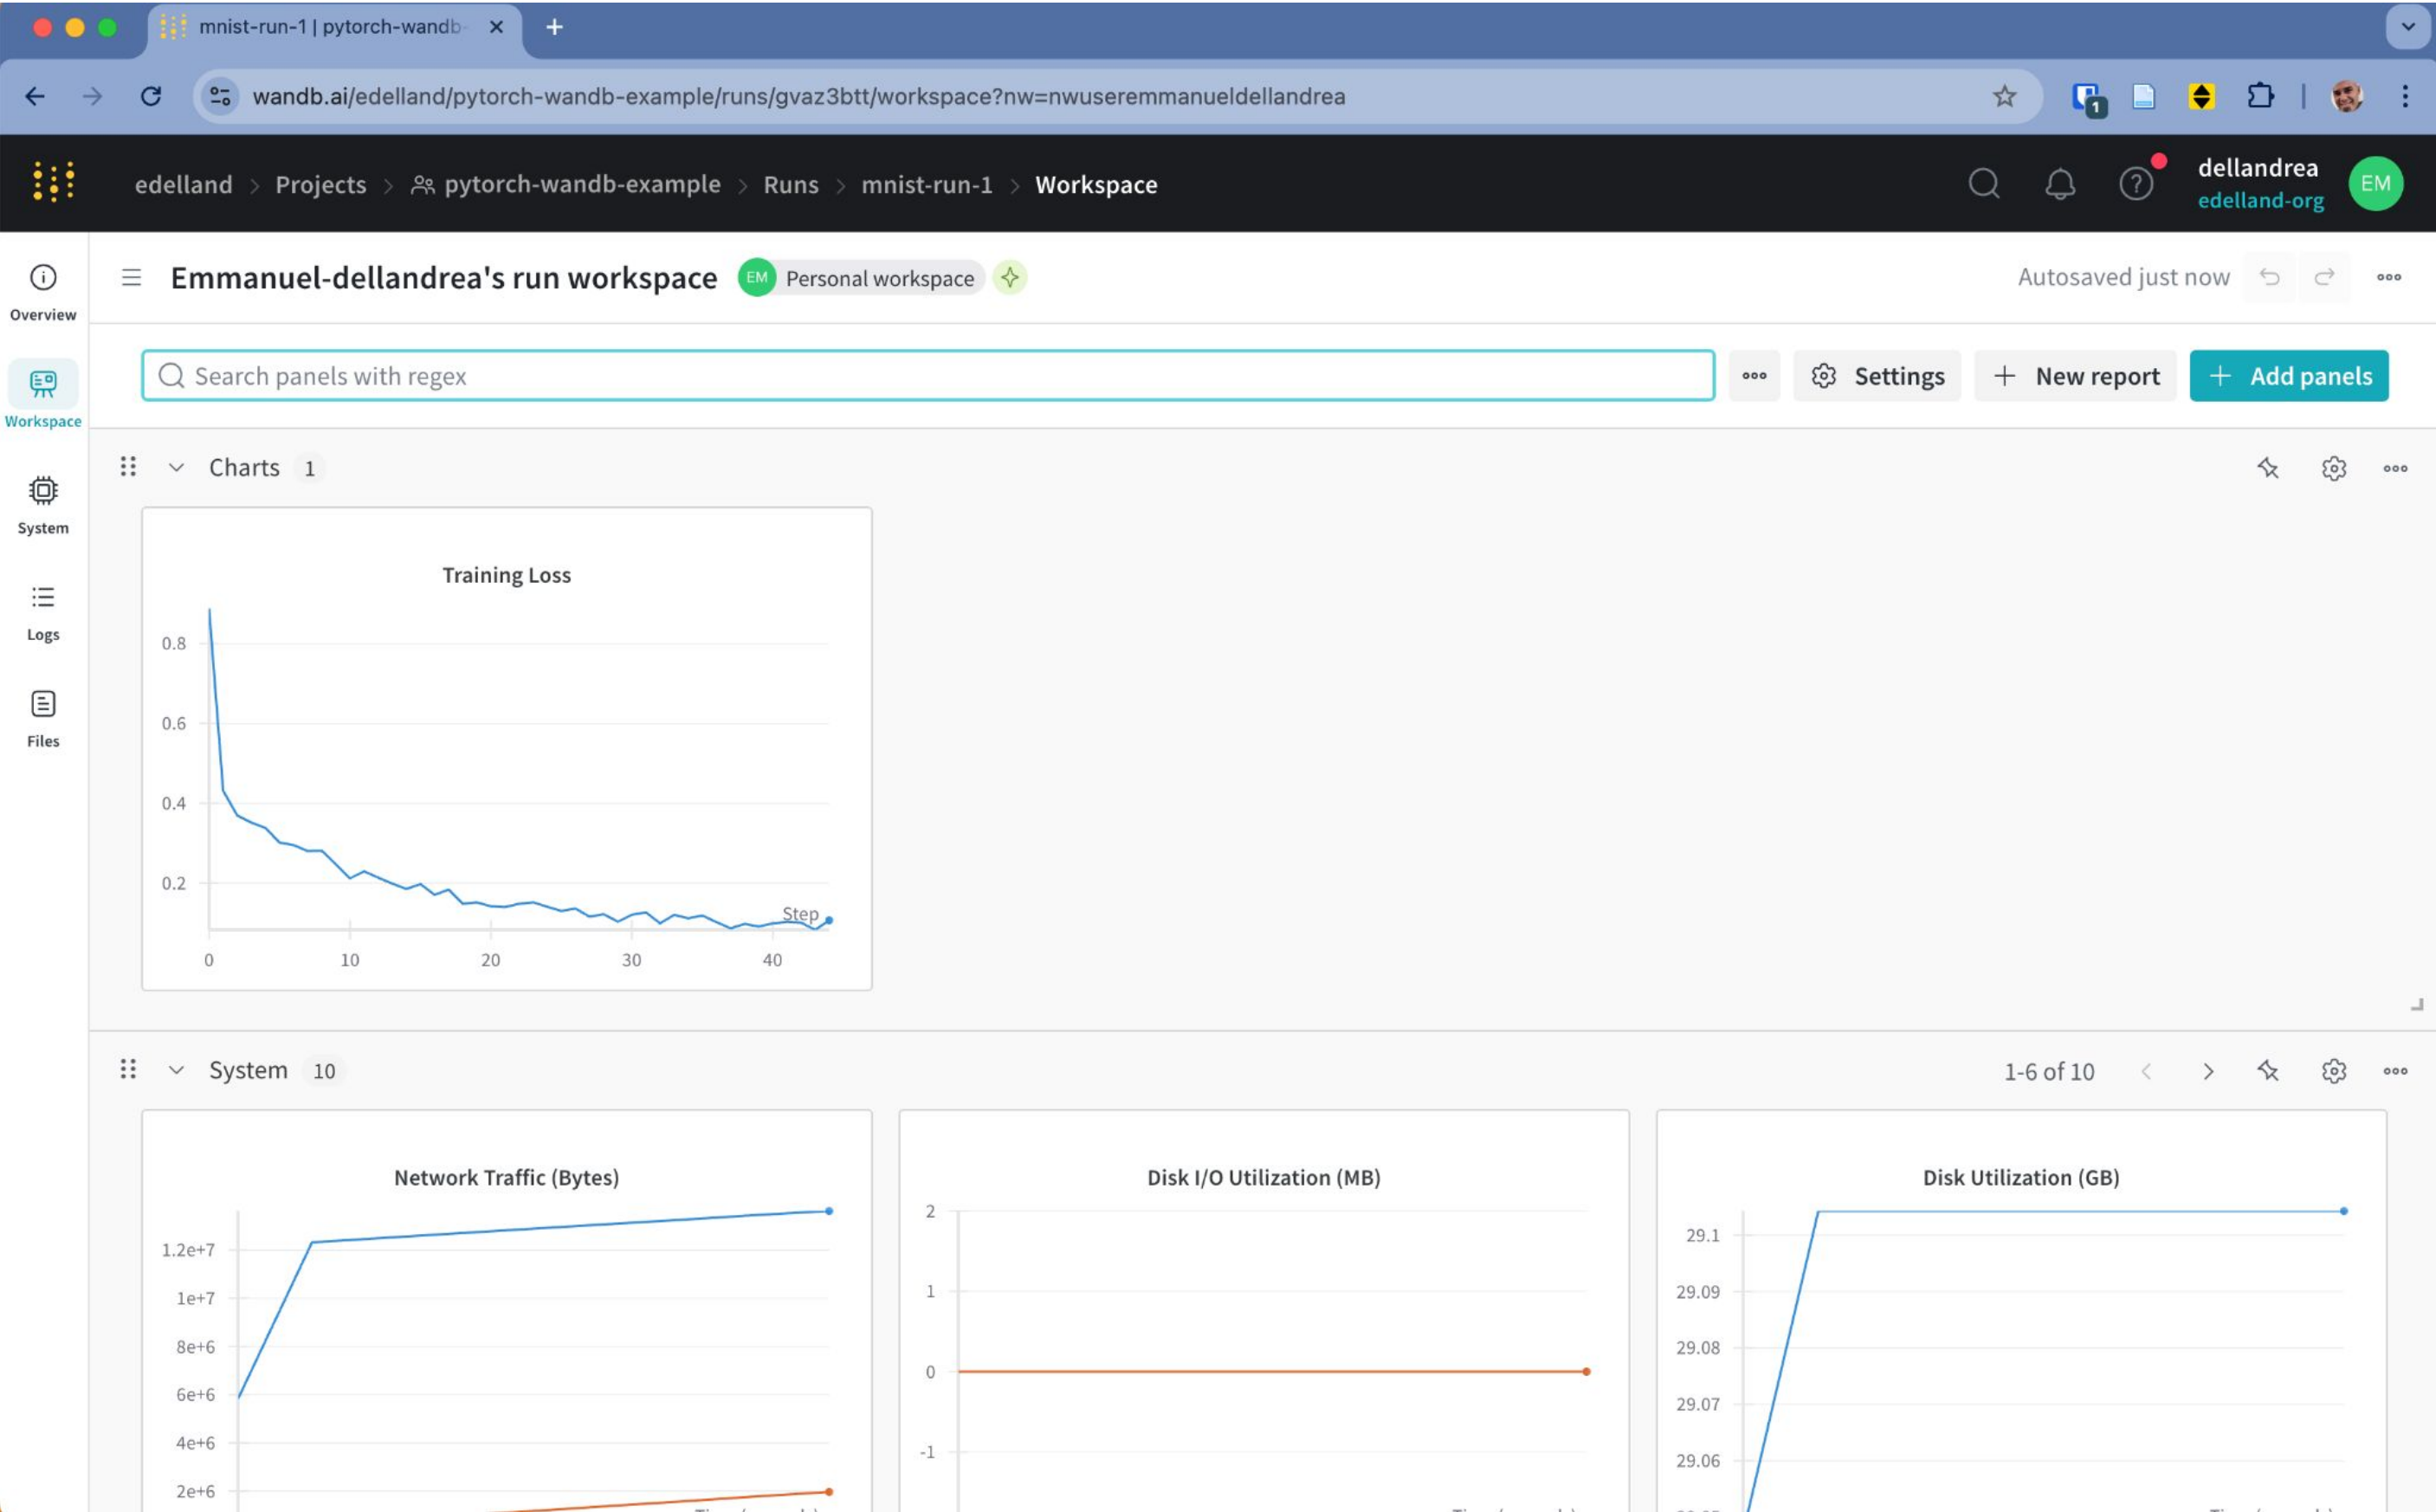 mnist-run-1 | pytorch-wandb-
wandb.ai/edelland/pytorch-wandb-example/runs/gvaz3btt/workspace?nw=nwuseremmanueldellandrea
1
edelland > Projects > pytorch-wandb-example > Runs > mnist-run-1 > Workspace
dellandrea
edelland-org
EM
Overview
Workspace
System
Logs
Files
Emmanuel-dellandrea's run workspace EM Personal workspace
Autosaved just now
Search panels with regex
Settings
+ New report
+ Add panels
Charts 1
Training Loss
0.8
0.6
0.4
0.2
Step
0 10 20 30 40
System 10
1-6 of 10
Network Traffic (Bytes)
1.2e+7
1e+7
8e+6
6e+6
4e+6
2e+6
Disk I/O Utilization (MB)
2
1
0
-1
Disk Utilization (GB)
29.1
29.09
29.08
29.07
29.06